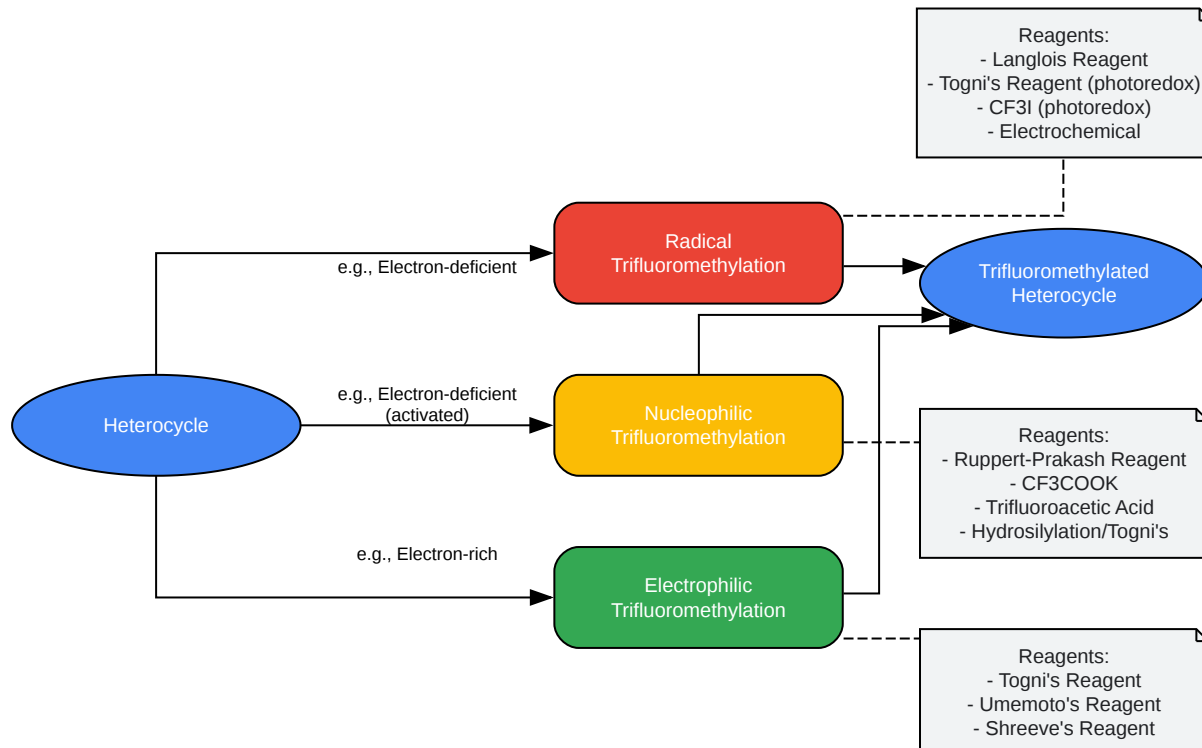 Reagents:
- Langlois Reagent
- Togni's Reagent (photoredox)
- CF3I (photoredox)
- Electrochemical
Radical
Trifluoromethylation
e.g., Electron-deficient
Trifluoromethylated
Heterocycle
e.g., Electron-deficient
(activated)
Heterocycle
Nucleophilic
Trifluoromethylation
Reagents:
- Ruppert-Prakash Reagent
- CF3COOK
- Trifluoroacetic Acid
- Hydrosilylation/Togni's
e.g., Electron-rich
Electrophilic
Trifluoromethylation
Reagents:
- Togni's Reagent
- Umemoto's Reagent
- Shreeve's Reagent